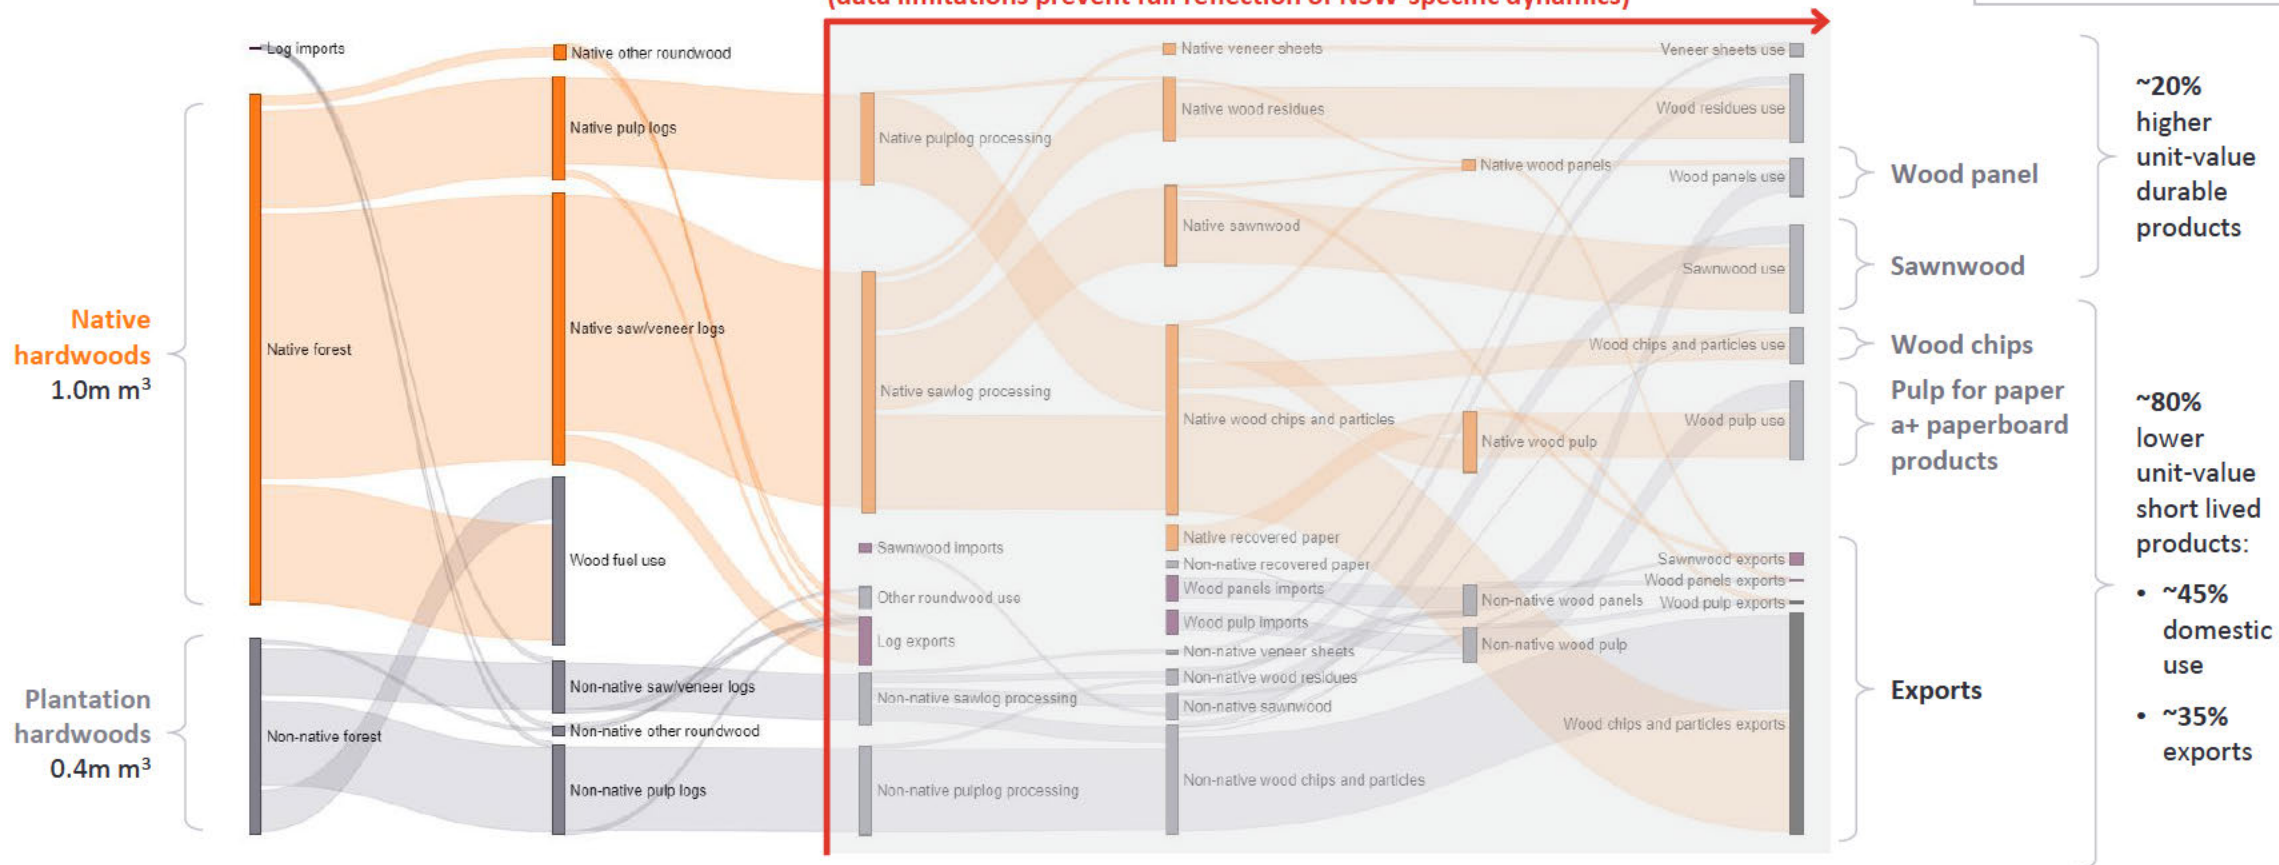 (data limitations prevent full reflection of NSW-specific dynamics)
Log imports
Native other roundwood
Native veneer sheets
Veneer sheets use
Native pulp logs
Native pulplog processing
Native wood residues
Wood residues use
Native wood panels
Wood panels use
Wood panel
Native sawnwood
Sawnwood use
Sawnwood
~20%
higher
unit-value
durable
products
Native
hardwoods
1.0m m³
Native forest
Native saw/veneer logs
Native sawlog processing
Wood chips and particles use
Wood chips
Native wood chips and particles
Native wood pulp
Wood pulp use
Pulp for paper
a+ paperboard
products
Wood fuel use
Sawnwood imports
Other roundwood use
Log exports
Native recovered paper
Non-native recovered paper
Wood panels imports
Wood pulp imports
Non-native veneer sheets
Non-native wood residues
Non-native sawnwood
Non-native wood panels
Non-native wood pulp
Sawnwood exports
Wood panels exports
Wood pulp exports
~80%
lower
unit-value
short lived
products:
• ~45%
domestic
use
• ~35%
exports
Plantation
hardwoods
0.4m m³
Non-native forest
Non-native saw/veneer logs
Non-native other roundwood
Non-native pulp logs
Non-native sawlog processing
Non-native pulplog processing
Non-native wood chips and particles
Wood chips and particles exports
Exports